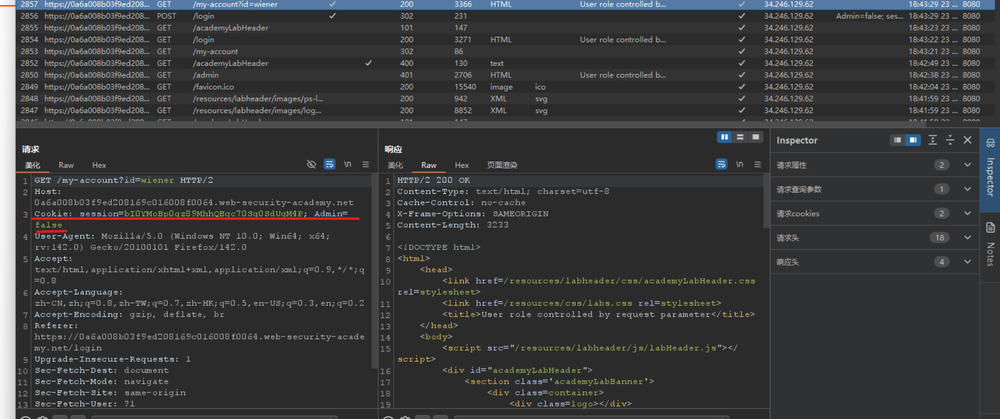 2857 https://0a6a008b03f9ed208... GET /my-account?id=wiener ✓ 200 3366 HTML User role controlled b... ✓ 34.246.129.62 18:43:29 23 ... 8080
2856 https://0a6a008b03f9ed208... POST /login ✓ 302 231 ✓ 34.246.129.62 Admin=false; ses... 18:43:29 23 ... 8080
2855 https://0a6a008b03f9ed208... GET /academyLabHeader 101 147 ✓ 34.246.129.62 18:43:23 23 ... 8080
2854 https://0a6a008b03f9ed208... GET /login 200 3271 HTML User role controlled b... ✓ 34.246.129.62 18:43:22 23 ... 8080
2853 https://0a6a008b03f9ed208... GET /my-account 302 86 ✓ 34.246.129.62 18:43:21 23 ... 8080
2852 https://0a6a008b03f9ed208... GET /academyLabHeader ✓ 400 130 text ✓ 34.246.129.62 18:42:49 23 ... 8080
2850 https://0a6a008b03f9ed208... GET /admin 401 2706 HTML User role controlled b... ✓ 34.246.129.62 18:42:38 23 ... 8080
2849 https://0a6a008b03f9ed208... GET /favicon.ico 200 15540 image ico ✓ 34.246.129.62 18:42:04 23 ... 8080
2848 https://0a6a008b03f9ed208... GET /resources/labheader/images/ps-l... 200 942 XML svg ✓ 34.246.129.62 18:41:59 23 ... 8080
2847 https://0a6a008b03f9ed208... GET /resources/labheader/images/log... 200 8852 XML svg ✓ 34.246.129.62 18:41:59 23 ... 8080
请求
美化 Raw Hex \n
1 GET /my-account?id=wiener HTTP/2
2 Host:
0a6a008b03f9ed208169c016008f0064.web-security-academy.net
3 Cookie: session=bI0YMoBp0gz89MhhQBqc70Sq0SdUqM4P; Admin=
false
4 User-Agent: Mozilla/5.0 (Windows NT 10.0; Win64; x64;
rv:142.0) Gecko/20100101 Firefox/142.0
5 Accept:
text/html,application/xhtml+xml,application/xml;q=0.9,*/*;q
=0.8
6 Accept-Language:
zh-CN,zh;q=0.8,zh-TW;q=0.7,zh-HK;q=0.5,en-US;q=0.3,en;q=0.2
7 Accept-Encoding: gzip, deflate, br
8 Referer:
https://0a6a008b03f9ed208169c016008f0064.web-security-acade
my.net/login
9 Upgrade-Insecure-Requests: 1
10 Sec-Fetch-Dest: document
11 Sec-Fetch-Mode: navigate
12 Sec-Fetch-Site: same-origin
13 Sec-Fetch-User: ?1
响应
美化 Raw Hex 页面渲染 \n
1 HTTP/2 200 OK
2 Content-Type: text/html; charset=utf-8
3 Cache-Control: no-cache
4 X-Frame-Options: SAMEORIGIN
5 Content-Length: 3233
6
7 <!DOCTYPE html>
8 <html>
9 <head>
10 <link href=/resources/labheader/css/academyLabHeader.css
rel=stylesheet>
11 <link href=/resources/css/labs.css rel=stylesheet>
12 <title>User role controlled by request parameter</title>
13 </head>
14 <body>
15 <script src="/resources/labheader/js/labHeader.js"></
script>
16 <div id="academyLabHeader">
17 <section class='academyLabBanner'>
18 <div class=container>
19 <div class=logo></div>
Inspector
请求属性 2
请求查询参数 1
请求cookies 2
请求头 18
响应头 4
Inspector
Notes